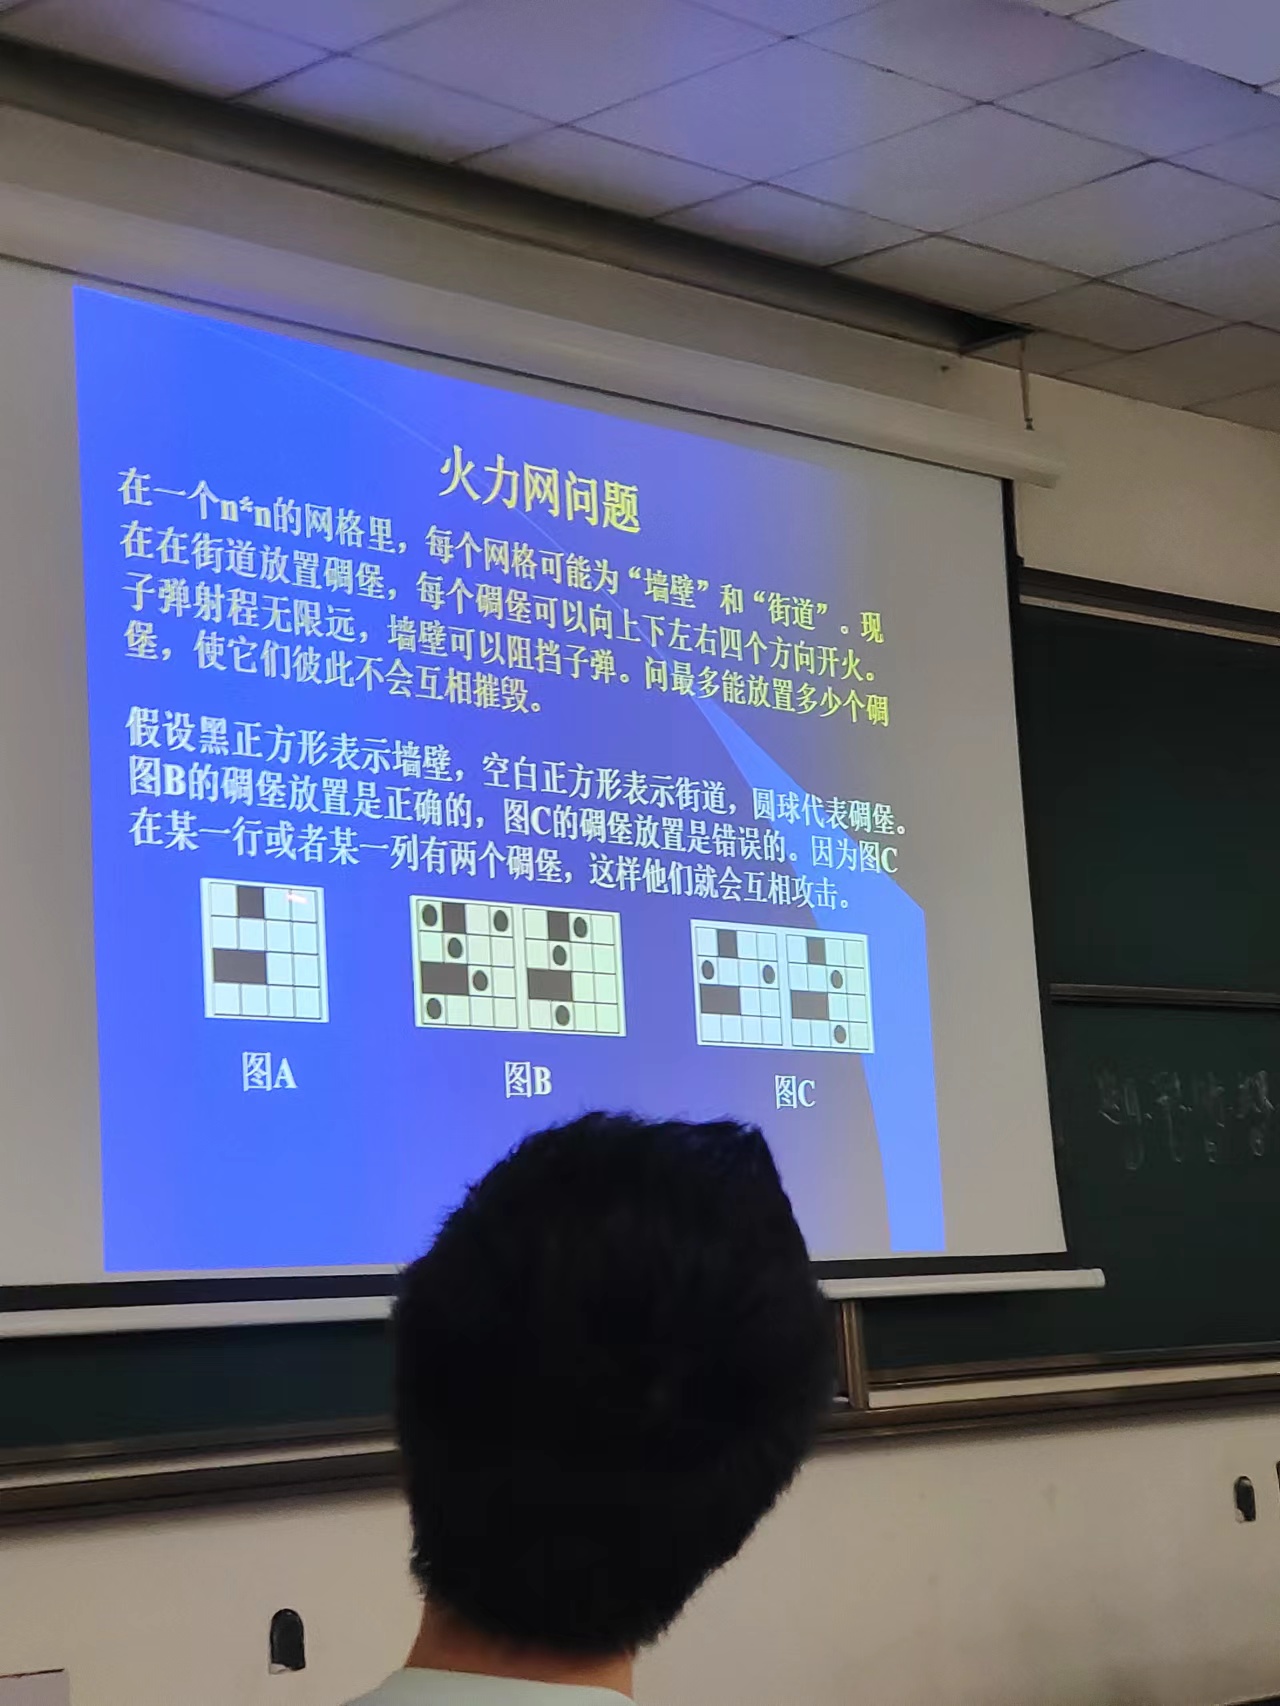 火力网问题
在一个n*n的网格里，每个网格可能为“墙壁”和“街道”。现
在在街道放置碉堡，每个碉堡可以向上下左右四个方向开火。
子弹射程无限远，墙壁可以阻挡子弹。问最多能放置多少个碉
堡，使它们彼此不会互相摧毁。
假设黑正方形表示墙壁，空白正方形表示街道，圆球代表碉堡。
图B的碉堡放置是正确的，图C的碉堡放置是错误的。因为图C
在某一行或者某一列有两个碉堡，这样他们就会互相攻击。
图A
图B
图C